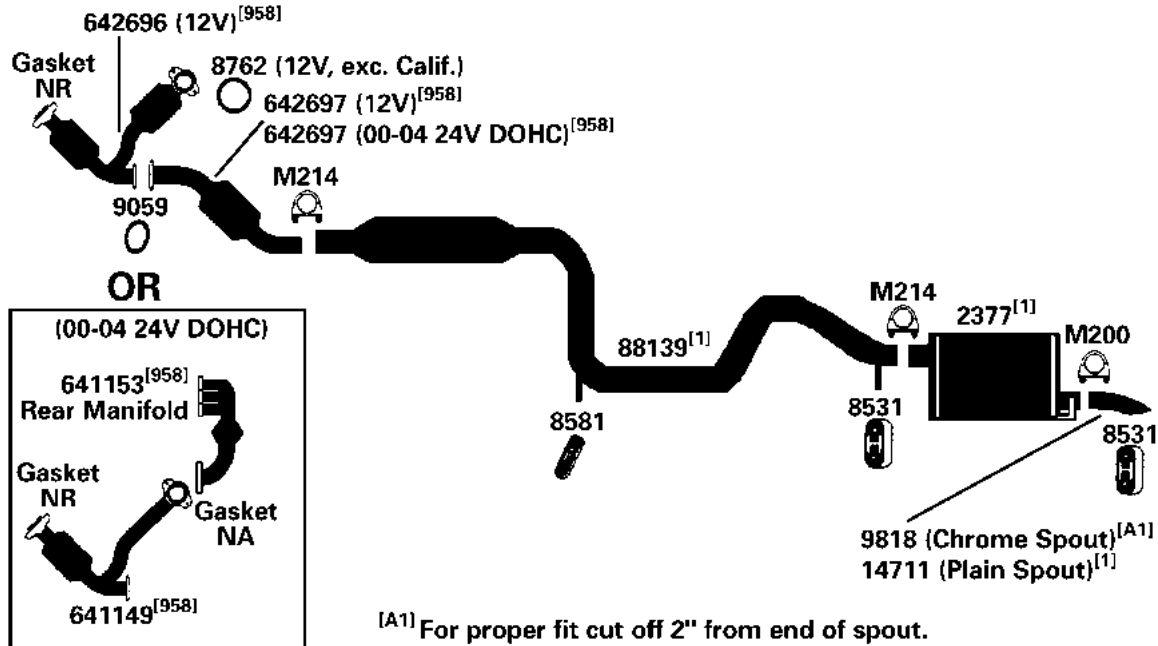 642696 (12V)[958]
Gasket
NR
8762 (12V, exc. Calif.)
642697 (12V)[958]
642697 (00-04 24V DOHC)[958]
M214
9059
OR
(00-04 24V DOHC)
641153[958]
Rear Manifold
Gasket
NR
Gasket
NA
641149[958]
88139[1]
8581
M214
2377[1]
M200
8531
8531
9818 (Chrome Spout)[A1]
14711 (Plain Spout)[1]
[A1] For proper fit cut off 2" from end of spout.